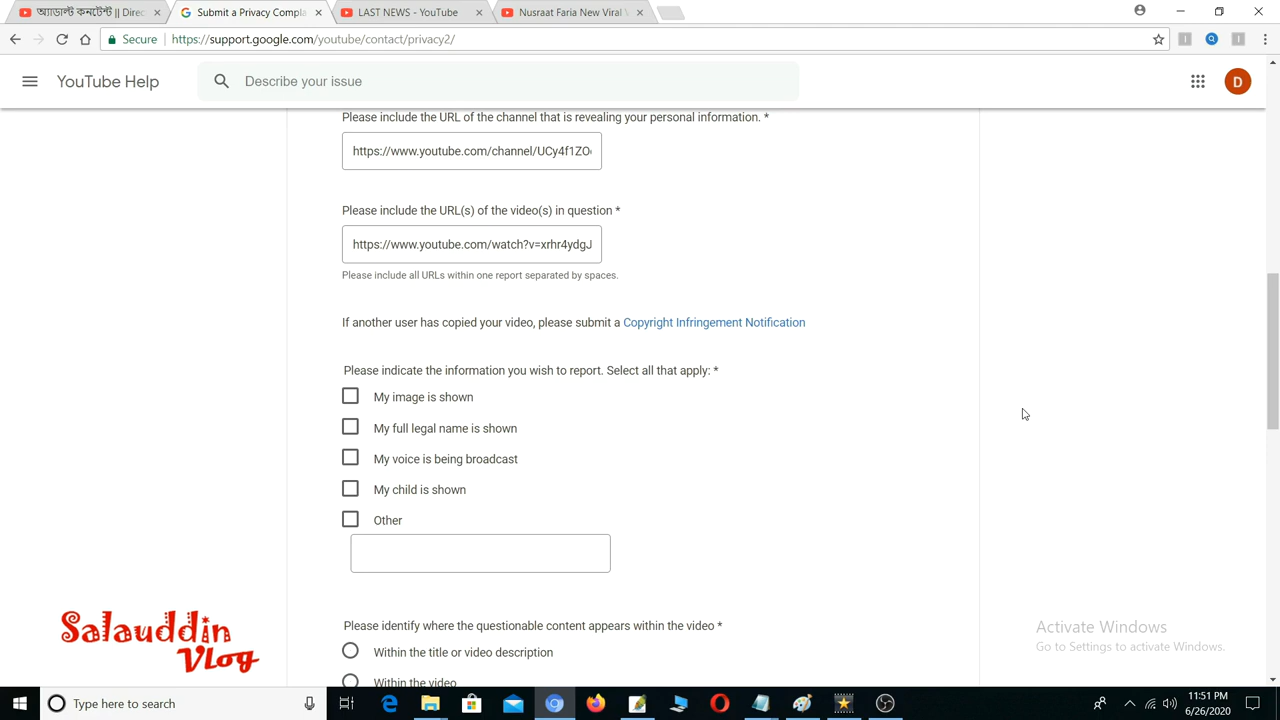 অ্যাডাল্ট কনটেন্ট || Direc
Submit a Privacy Compla
LAST NEWS - YouTube
Nusraat Faria New Viral V
Secure
https://support.google.com/youtube/contact/privacy2/
YouTube Help
Describe your issue
D
Please include the URL of the channel that is revealing your personal information. *
https://www.youtube.com/channel/UCy4f1ZO
Please include the URL(s) of the video(s) in question *
https://www.youtube.com/watch?v=xrhr4ydgJ
Please include all URLs within one report separated by spaces.
If another user has copied your video, please submit a Copyright Infringement Notification
Please indicate the information you wish to report. Select all that apply: *
My image is shown
My full legal name is shown
My voice is being broadcast
My child is shown
Other
Salauddin
Vlog
Please identify where the questionable content appears within the video *
Within the title or video description
Within the video
Activate Windows
Go to Settings to activate Windows.
Type here to search
11:51 PM
6/26/2020